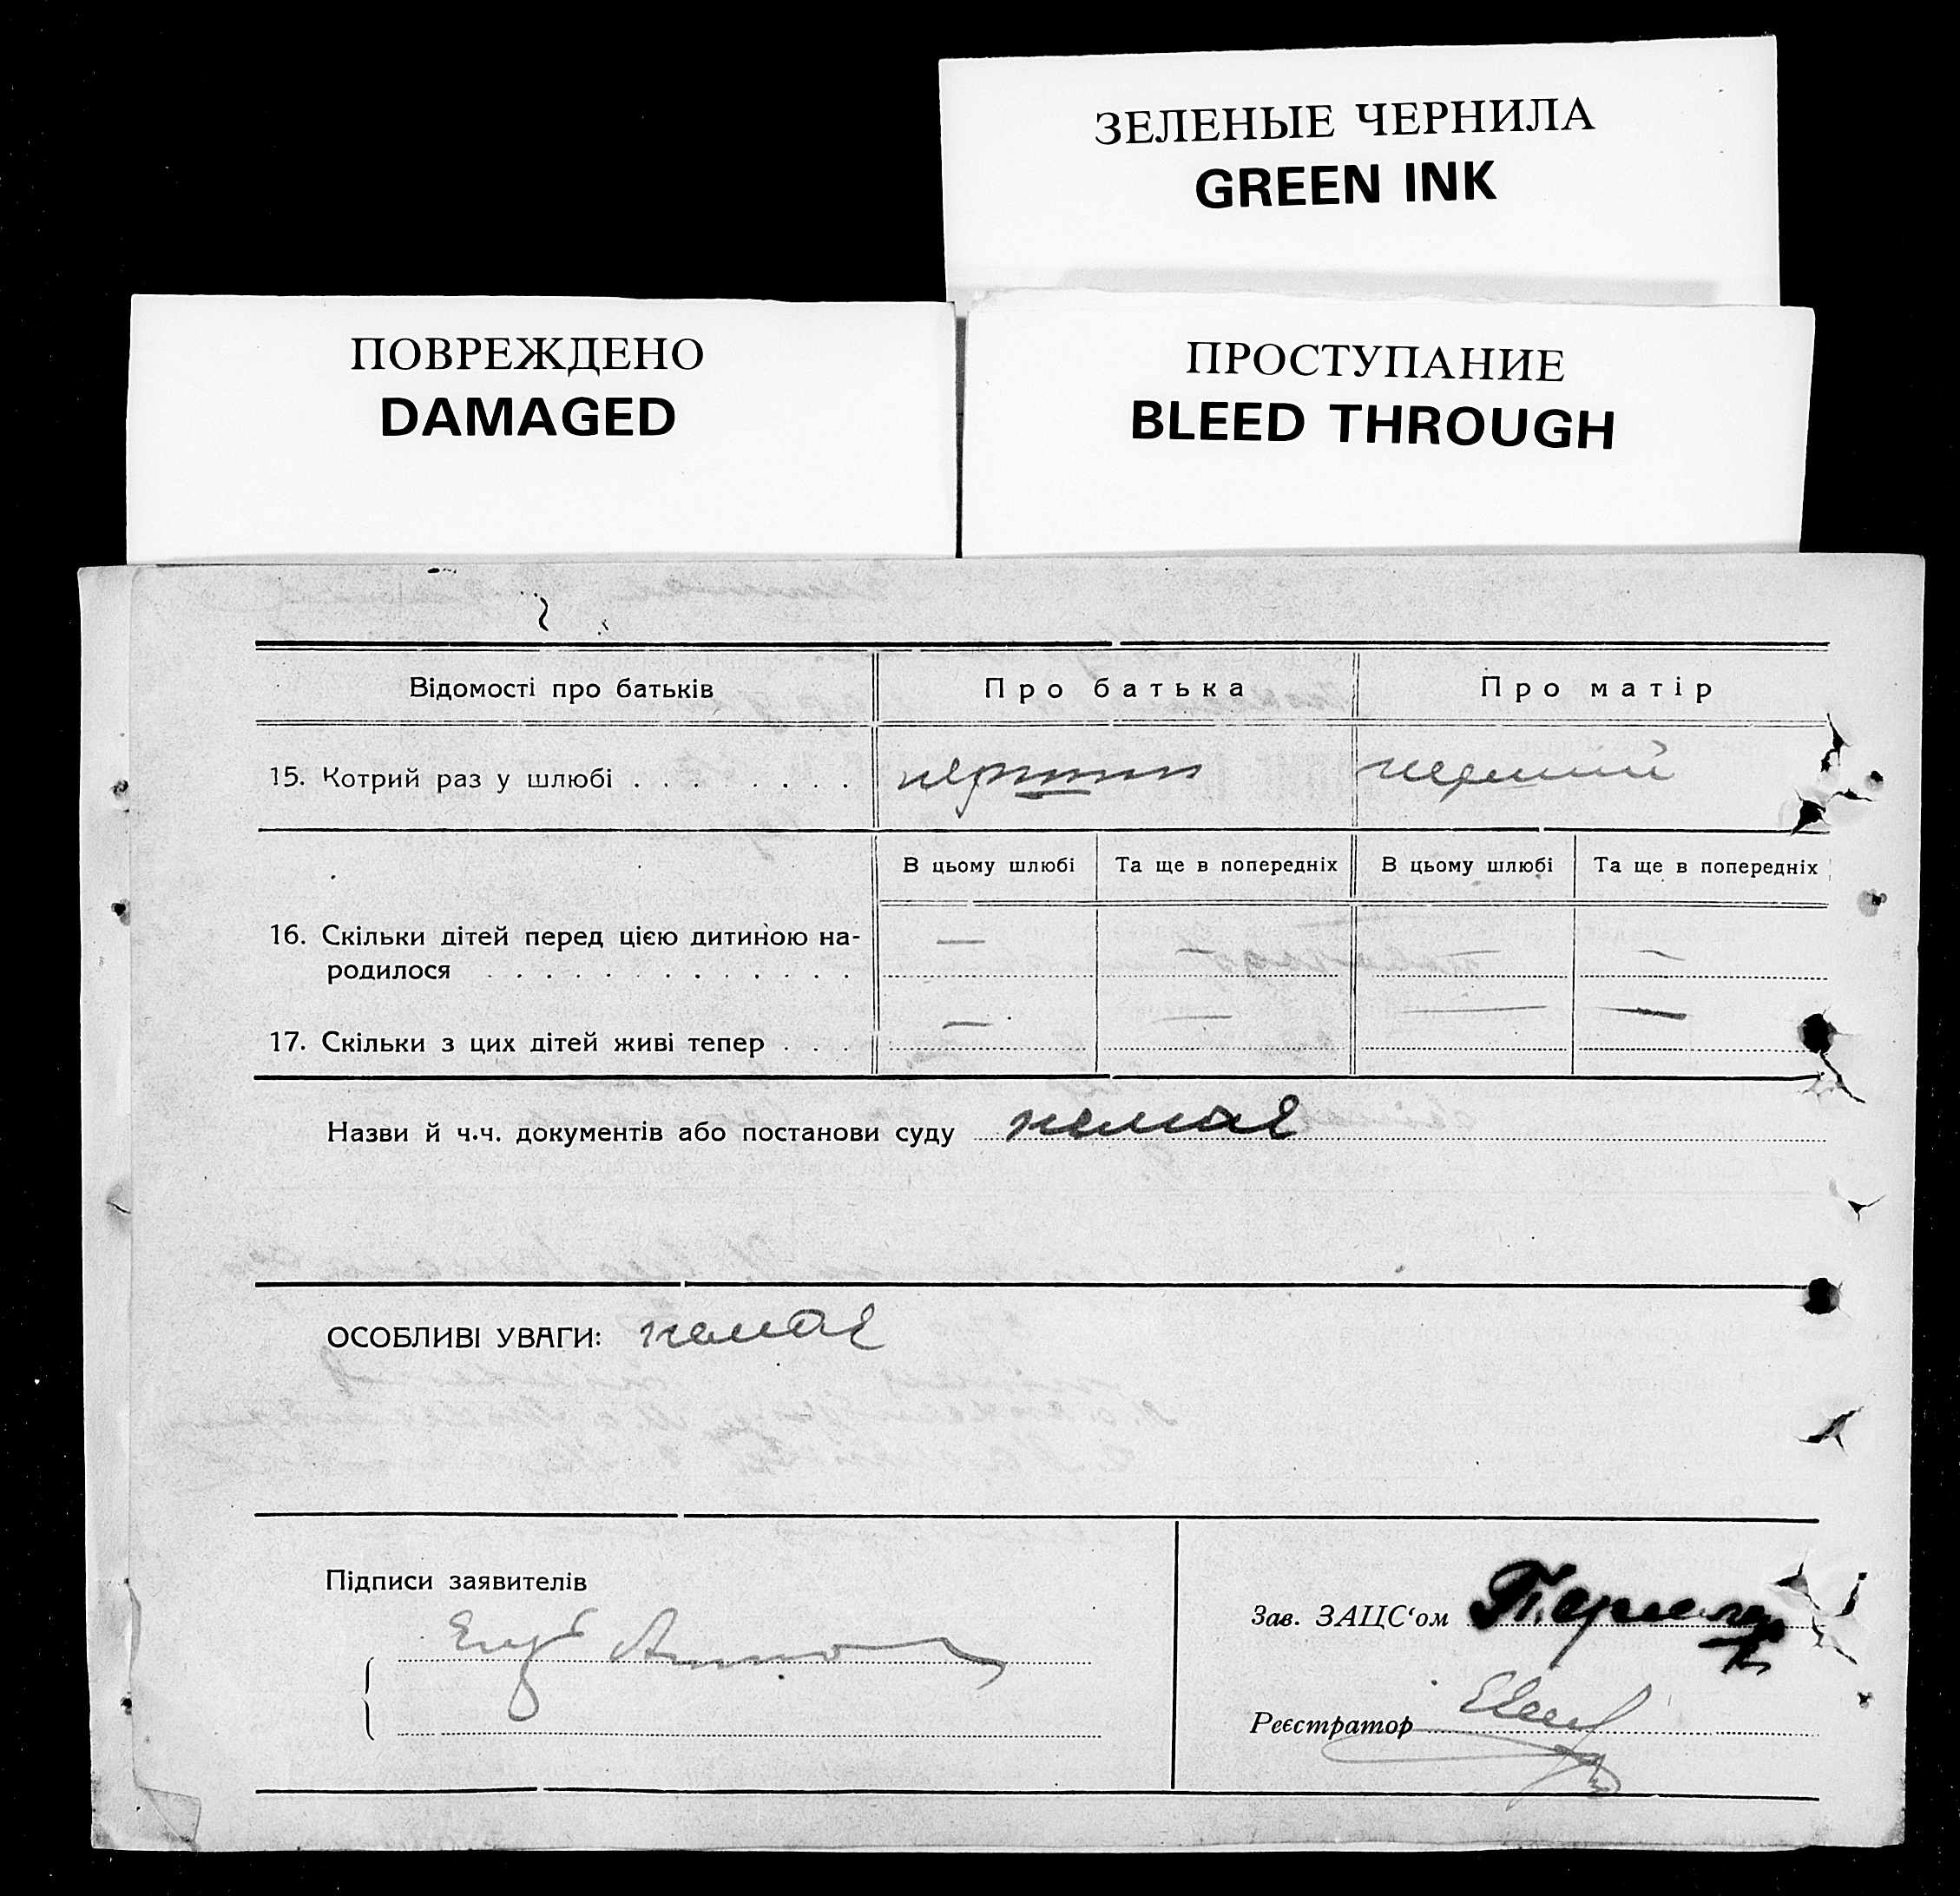 ЗЕЛЕНЫЕ ЧЕРНИЛА
GREEN INK
ПОВРЕЖДЕНО
DAMAGED
ПРОСТУПАНИЕ
BLEED THROUGH
Відомості про батьків Про батька Про матір
15. Котрий раз у шлюбі . . . . . . . . перший перший
В цьому шлюбі Та ще в попередніх В цьому шлюбі Та ще в попередніх
16. Скільки дітей перед цією дитиною на-
родилося . . . . . . . . . . . . . — — — —
17. Скільки з цих дітей живі тепер . . . — — — —
Назви й ч.ч. документів або постанови суду немає
ОСОБЛИВІ УВАГИ: немає
Підписи заявителів
Зав. ЗАЦС‘ом
Реєстратор